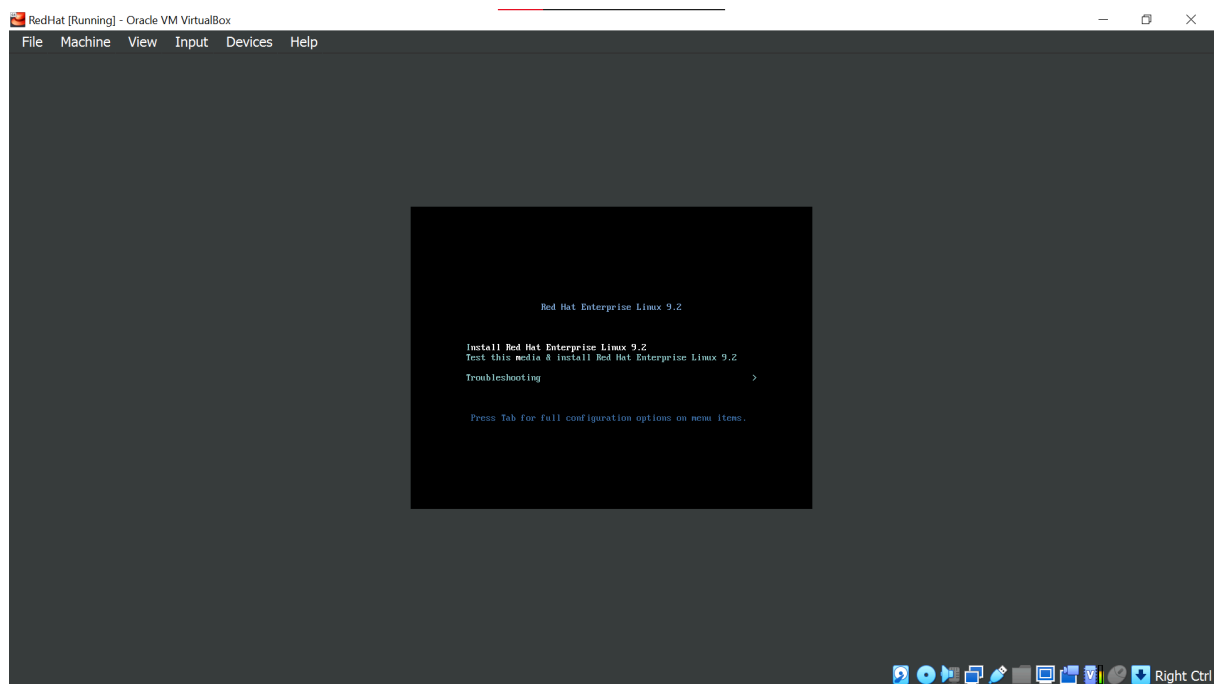 RedHat [Running] - Oracle VM VirtualBox
File Machine View Input Devices Help
Red Hat Enterprise Linux 9.2
Install Red Hat Enterprise Linux 9.2
Test this media & install Red Hat Enterprise Linux 9.2
Troubleshooting >
Press Tab for full configuration options on menu items.
Right Ctrl